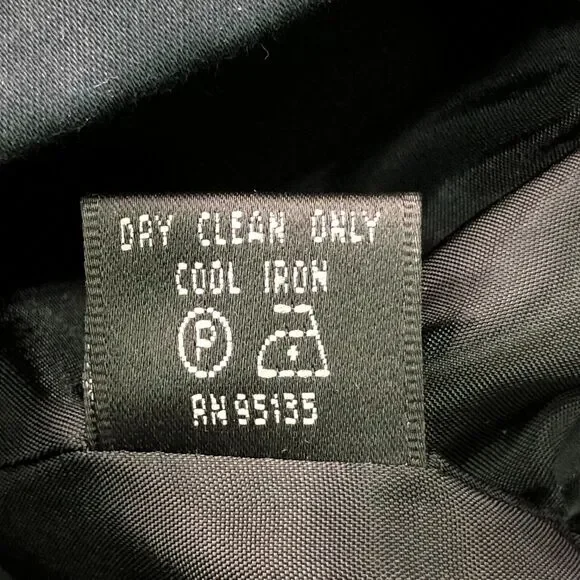 DRY CLEAN ONLY
COOL IRON
P
RN 95135